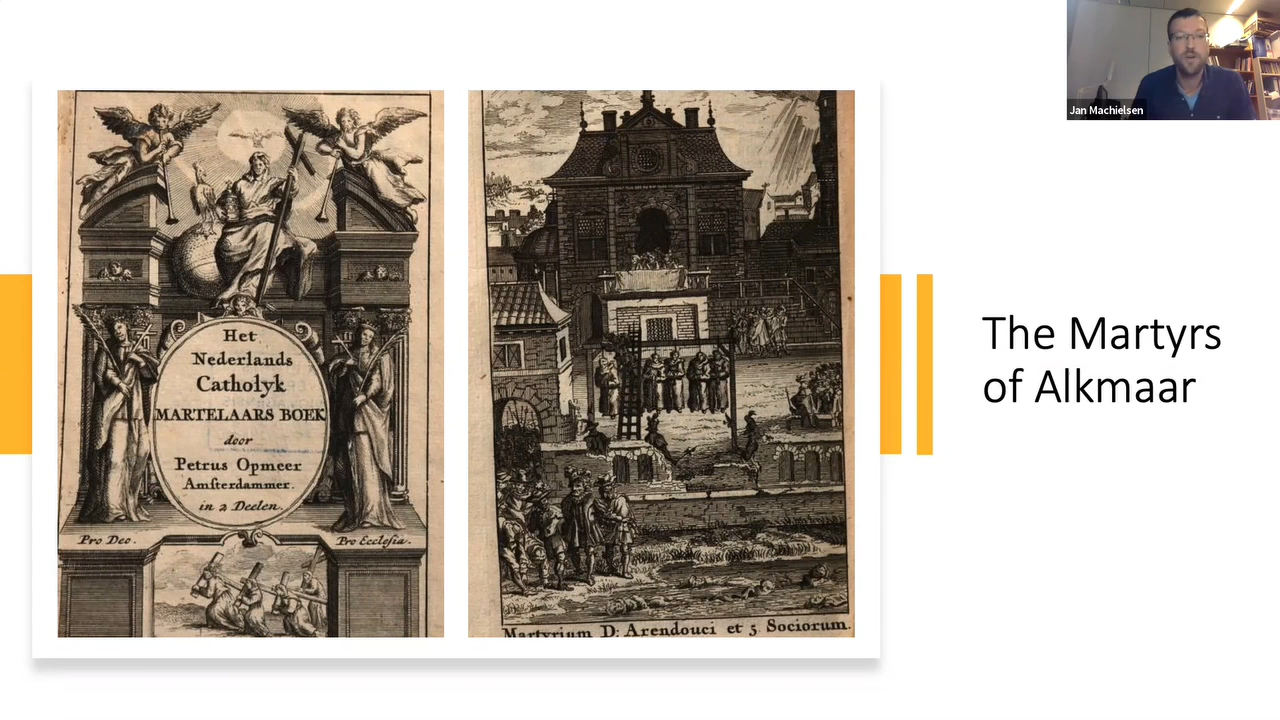 Het
Nederlands
Catholyk
MARTELAARS BOEK
door
Petrus Opmeer
Amsterdammer.
in 2 Deelen.
Pro Deo.
Pro Ecclesia.
Martyrium D: Arendouci et 5. Sociorum.
The Martyrs
of Alkmaar
Jan Machielsen